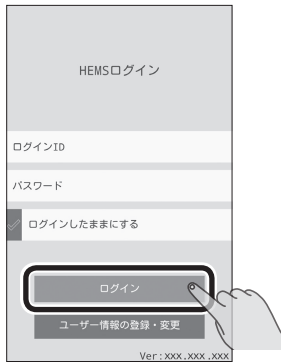 HEMSログイン
ログインID
パスワード
ログインしたままにする
ログイン
ユーザー情報の登録・変更
Ver:xxx.xxx.xxx